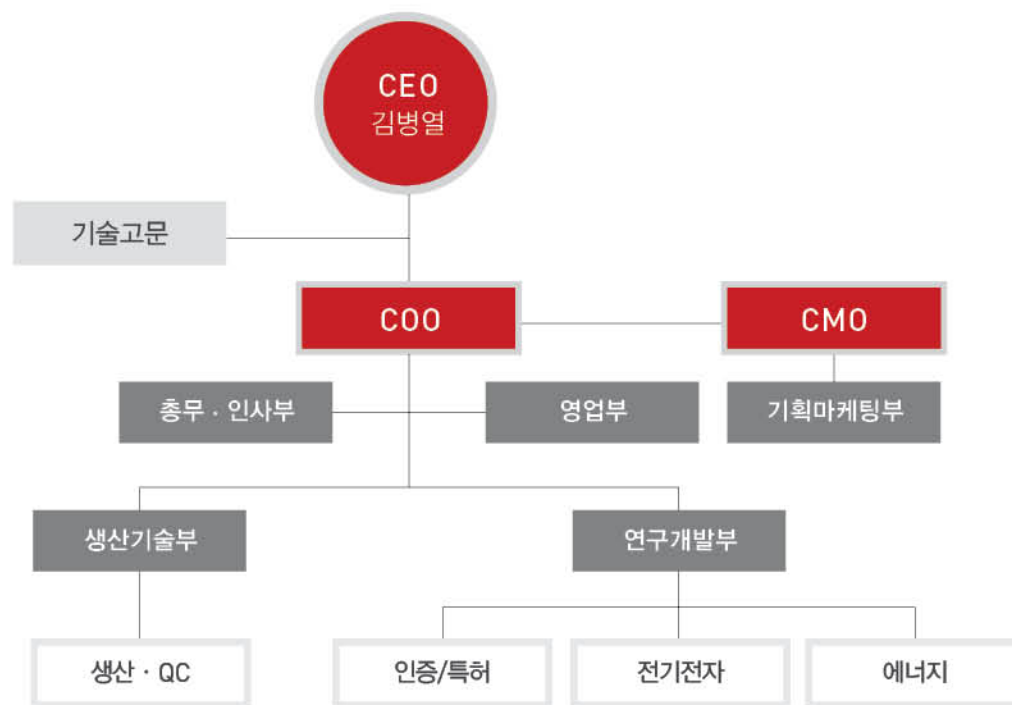 CEO
김병열
기술고문
COO
CMO
총무 · 인사부
영업부
기획마케팅부
생산기술부
연구개발부
생산 · QC
인증/특허
전기전자
에너지